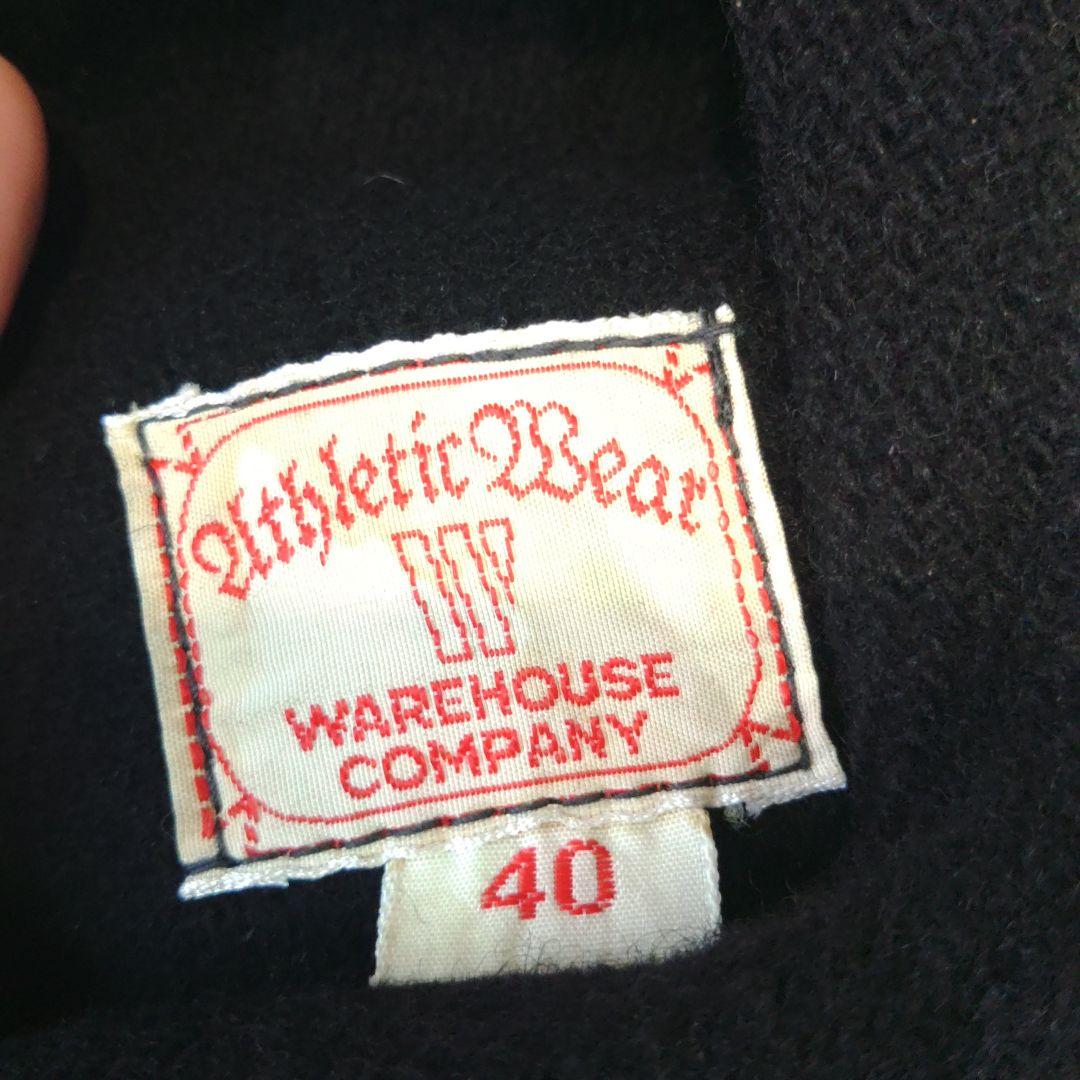 Athletic Wear
W
WAREHOUSE
COMPANY
40